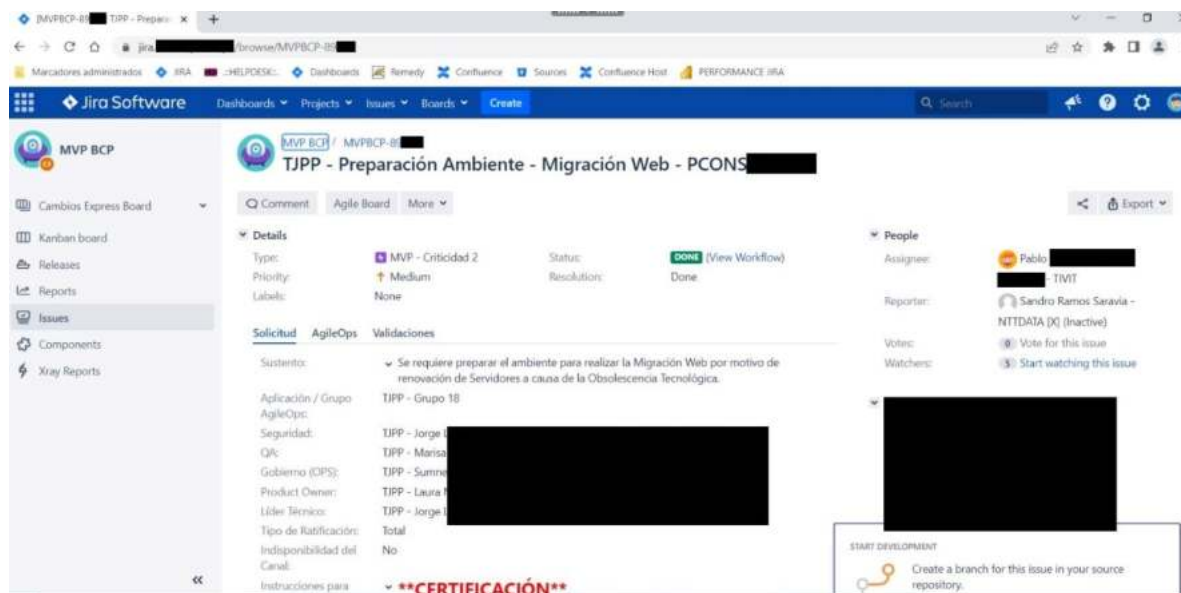 [MVPBCP-89 TJPP - Prepara
jira. /browse/MVPBCP-89
Marcadores administrados JIRA .:HELPDESK:. Dashboards Remedy Confluence Sources Confluence Host PERFORMANCE JIRA
Jira Software Dashboards Projects Issues Boards Create Search
MVP BCP
Cambios Express Board
Kanban board
Releases
Reports
Issues
Components
Xray Reports
MVP BCP / MVPBCP-8
TJPP - Preparación Ambiente - Migración Web - PCONS
Comment Agile Board More Export
Details
Type: MVP - Criticidad 2 Status: DONE (View Workflow)
Priority: Medium Resolution: Done
Labels: None
Solicitud AgileOps Validaciones
Sustento: Se requiere preparar el ambiente para realizar la Migración Web por motivo de
renovación de Servidores a causa de la Obsolescencia Tecnológica.
Aplicación / Grupo TJPP - Grupo 18
AgileOps:
Seguridad: TJPP - Jorge
QA: TJPP - Marisa
Gobierno (OPS): TJPP - Sumne
Product Owner: TJPP - Laura
Líder Técnico: TJPP - Jorge
Tipo de Ratificación: Total
Indisponibilidad del No
Canal:
Instrucciones para **CERTIFICACIÓN**
People
Assignee: Pablo
- TIVIT
Reporter: Sandro Ramos Saravia -
NTTDATA [X] (Inactive)
Votes: 0 Vote for this issue
Watchers: 5 Start watching this issue
START DEVELOPMENT
Create a branch for this issue in your source
repository.